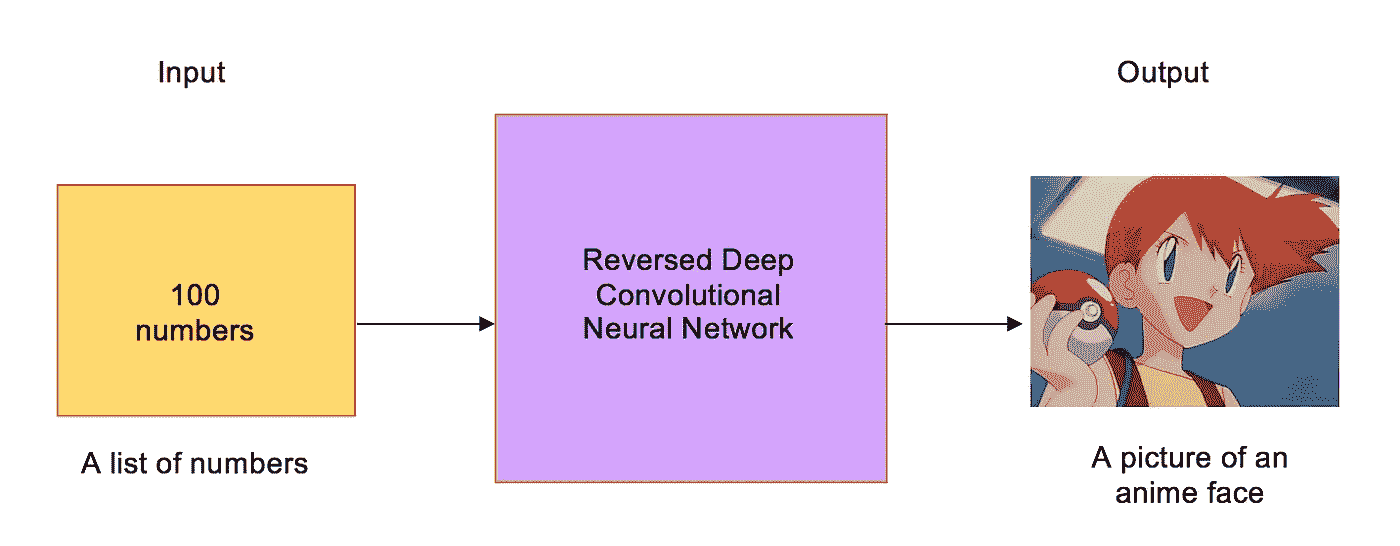 Input
Output
100
numbers
Reversed Deep
Convolutional
Neural Network
A list of numbers
A picture of an
anime face